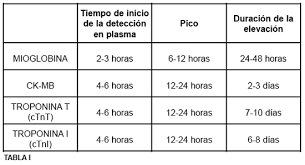 Tiempo de inicio
de la detección
en plasma
Pico
Duración de la
elevación
MIOGLOBINA
2-3 horas
6-12 horas
24-48 horas
CK-MB
4-6 horas
12-24 horas
2-3 días
TROPONINA T
(cTnT)
4-6 horas
12-24 horas
7-10 días
TROPONINA I
(cTnI)
4-6 horas
12-24 horas
6-8 días
TABLA I